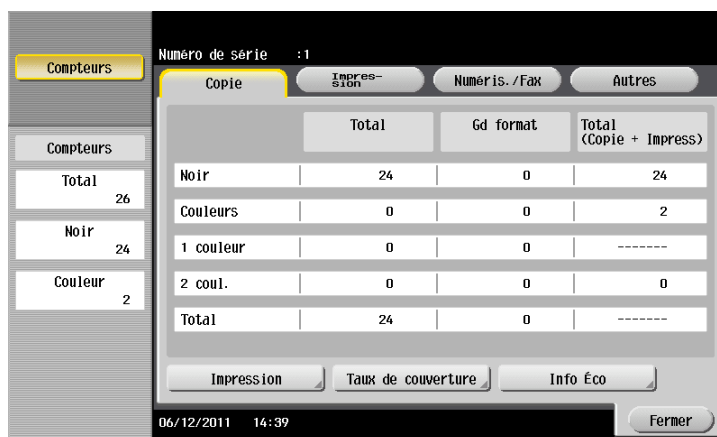 Compteurs
Numéro de série :1
Copie
Impres-
sion
Numéris./Fax
Autres
Compteurs
Total
26
Noir
24
Couleur
2
Total Gd format Total
(Copie + Impress)
Noir 24 0 24
Couleurs 0 0 2
1 couleur 0 0 -------
2 coul. 0 0 0
Total 24 0 -------
Impression Taux de couverture Info Éco
06/12/2011 14:39
Fermer